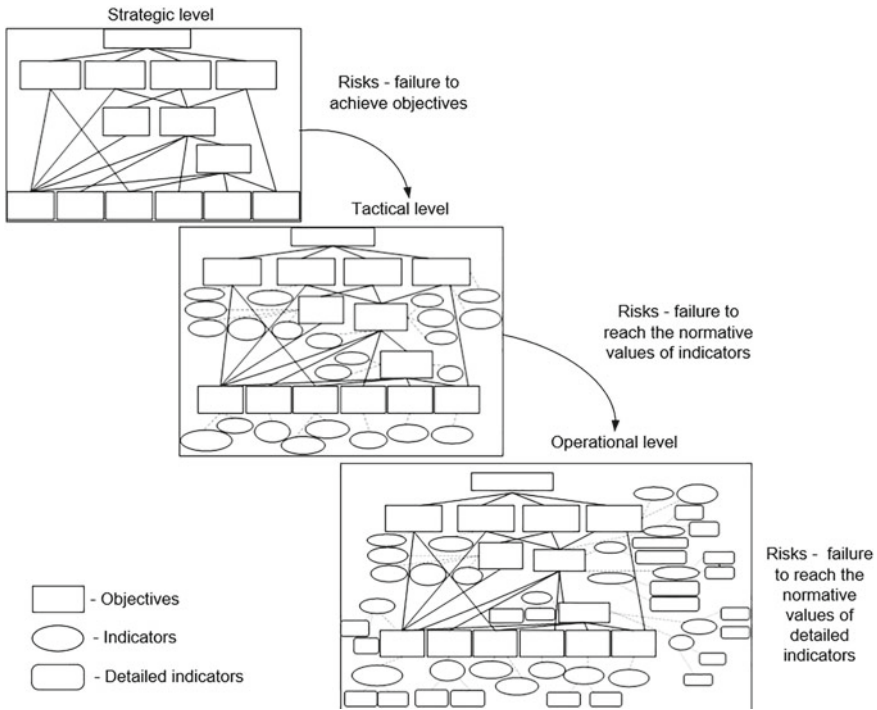 Strategic level
Risks - failure to
achieve objectives
Tactical level
Risks - failure to
reach the normative
values of indicators
Operational level
Risks - failure
to reach the
normative
values of
detailed
indicators
- Objectives
- Indicators
- Detailed indicators